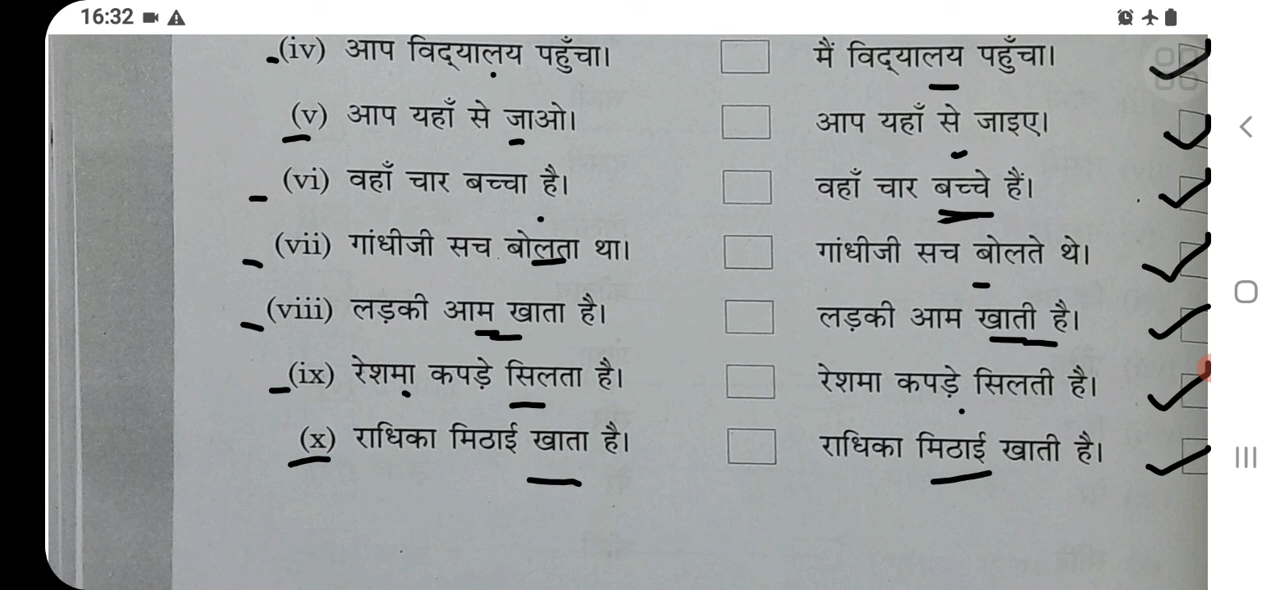 16:32
(iv) आप विद्‌यालय पहुँचा। मैं विद्‌यालय पहुँचा।
(v) आप यहाँ से जाओ। आप यहाँ से जाइए।
(vi) वहाँ चार बच्चा है। वहाँ चार बच्चे हैं।
(vii) गांधीजी सच बोलता था। गांधीजी सच बोलते थे।
(viii) लड़की आम खाता है। लड़की आम खाती है।
(ix) रेशमा कपड़े सिलता है। रेशमा कपड़े सिलती है।
(x) राधिका मिठाई खाता है। राधिका मिठाई खाती है।